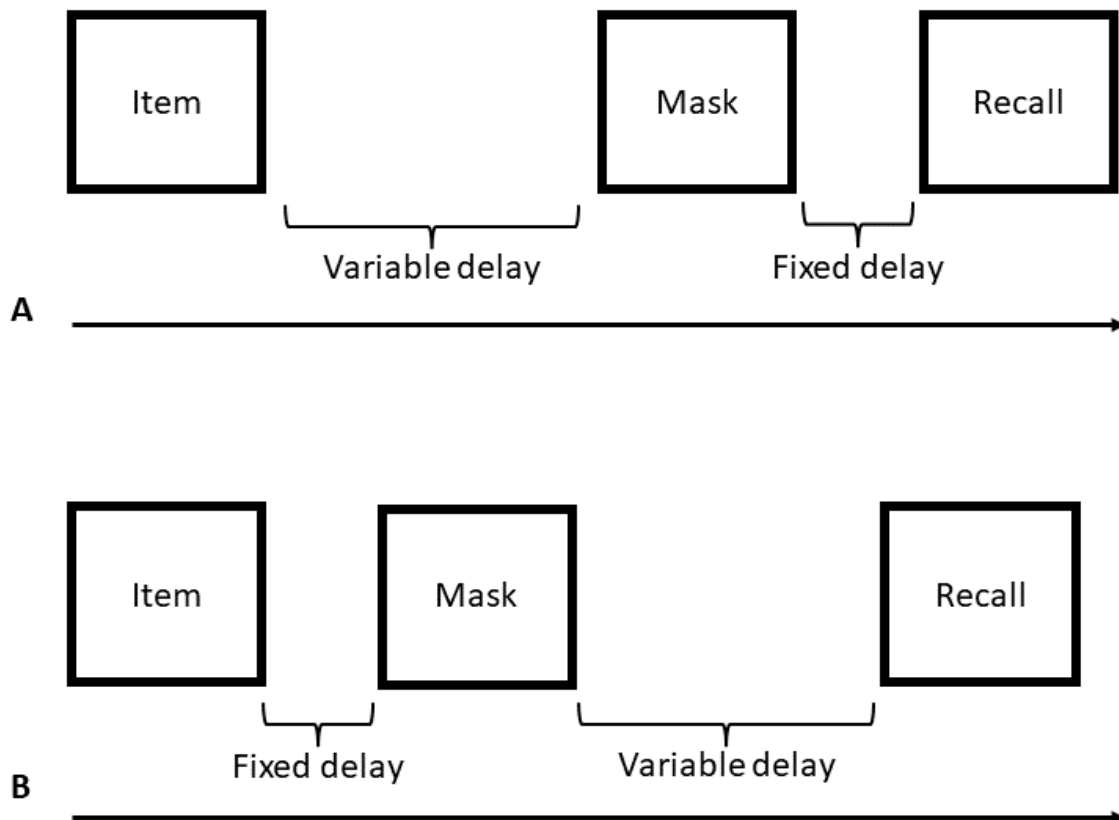 Item
Mask
Recall
Variable delay
Fixed delay
A
Item
Mask
Recall
Fixed delay
Variable delay
B